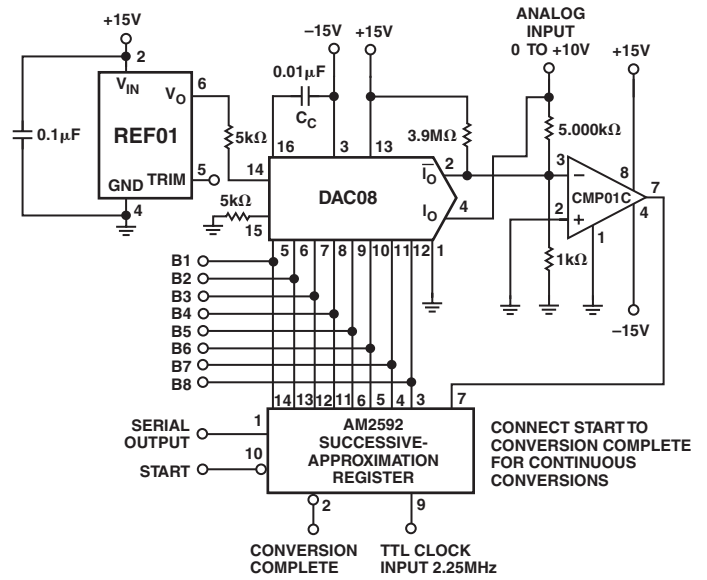 +15V
2
VIN
VO
6
REF01
0.1µF
5kΩ
TRIM
5
GND
4
–15V
+15V
0.01µF
CC
16
3
13
3.9MΩ
14
DAC08
IO
2
IO
4
5kΩ
15
ANALOG
INPUT
0 TO +10V
+15V
5.000kΩ
3
–
8
7
CMP01C
2
+
4
1
1kΩ
–15V
5 6 7 8 9 10 11 12 1
B1
B2
B3
B4
B5
B6
B7
B8
14 13 12 11 6 5 4 3 7
SERIAL
OUTPUT
1
10
START
AM2592
SUCCESSIVE-
APPROXIMATION
REGISTER
CONNECT START TO
CONVERSION COMPLETE
FOR CONTINUOUS
CONVERSIONS
2
9
CONVERSION
COMPLETE
TTL CLOCK
INPUT 2.25MHz